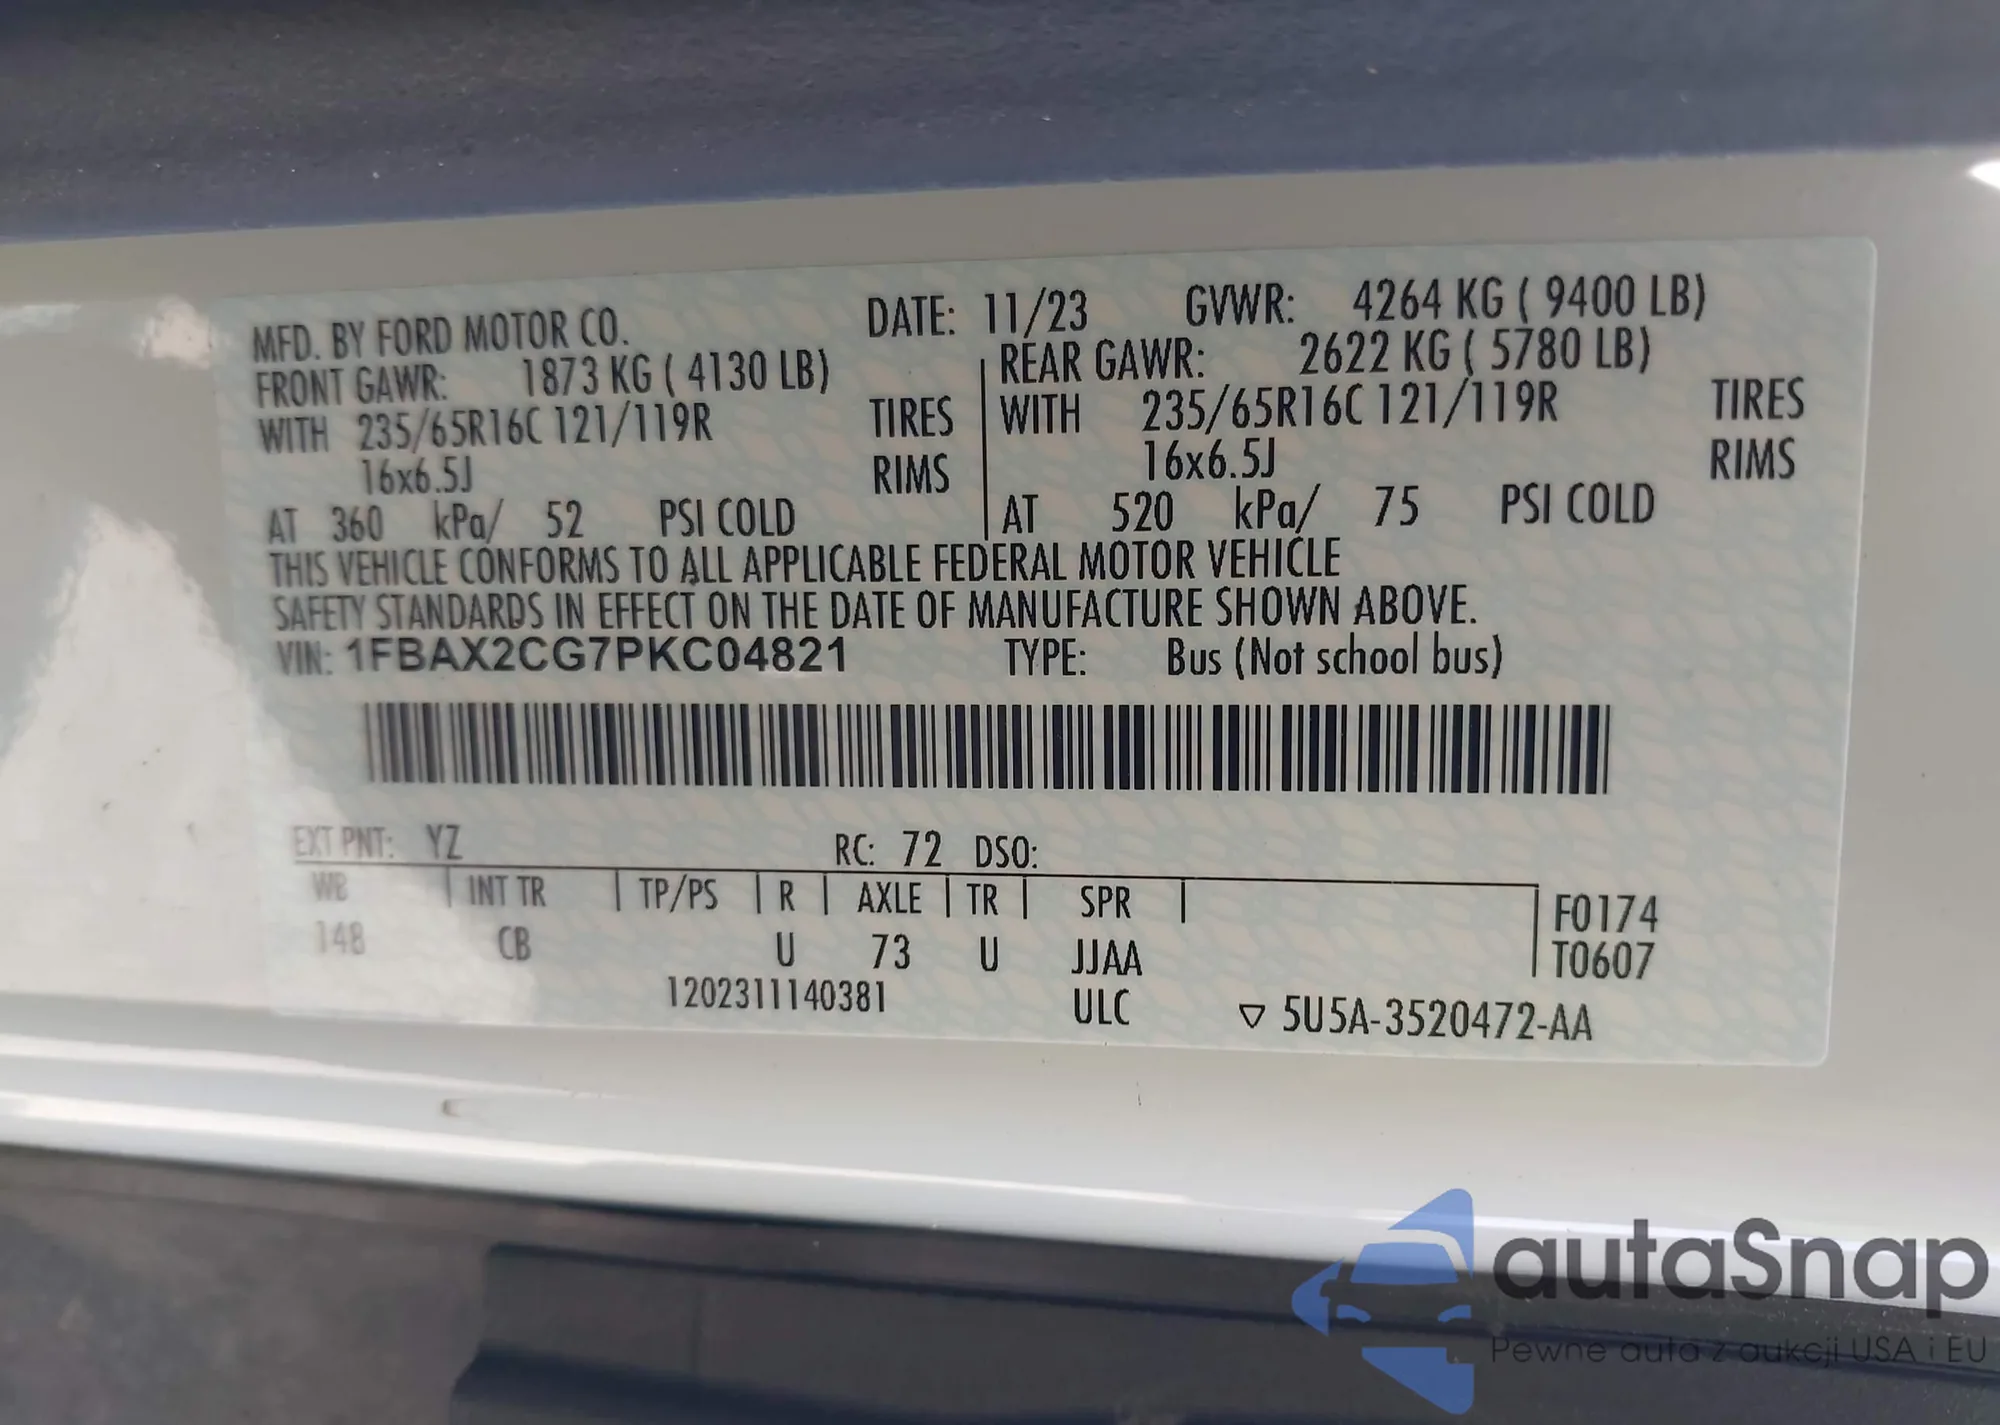 MFD. BY FORD MOTOR CO. DATE: 11/23 GVWR: 4264 KG ( 9400 LB)
FRONT GAWR: 1873 KG ( 4130 LB) REAR GAWR: 2622 KG ( 5780 LB)
WITH 235/65R16C 121/119R TIRES WITH 235/65R16C 121/119R TIRES
16x6.5J RIMS 16x6.5J RIMS
AT 360 kPa/ 52 PSI COLD AT 520 kPa/ 75 PSI COLD
THIS VEHICLE CONFORMS TO ALL APPLICABLE FEDERAL MOTOR VEHICLE
SAFETY STANDARDS IN EFFECT ON THE DATE OF MANUFACTURE SHOWN ABOVE.
VIN: 1FBAX2CG7PKC04821 TYPE: Bus (Not school bus)
EXT PNT: YZ RC: 72 DSO:
WB INT TR TP/PS R AXLE TR SPR F0174
148 CB U 73 U JJAA T0607
1202311140381 ULC ▽ 5U5A-3520472-AA
autaSnap
Pewne auta z aukcji USA i EU